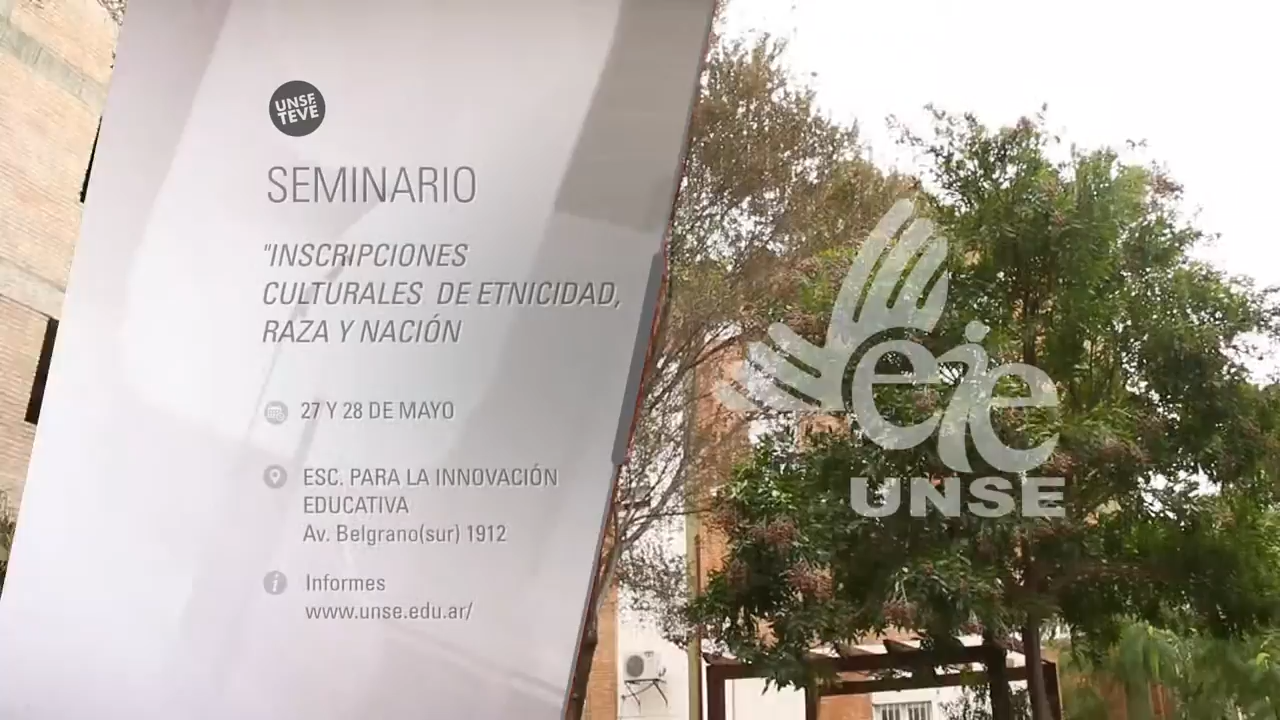 UNSE
TEVE
SEMINARIO
"INSCRIPCIONES
CULTURALES DE ETNICIDAD,
RAZA Y NACIÓN
27 Y 28 DE MAYO
ESC. PARA LA INNOVACIÓN
EDUCATIVA
Av. Belgrano(sur) 1912
i Informes
www.unse.edu.ar/
eie
UNSE